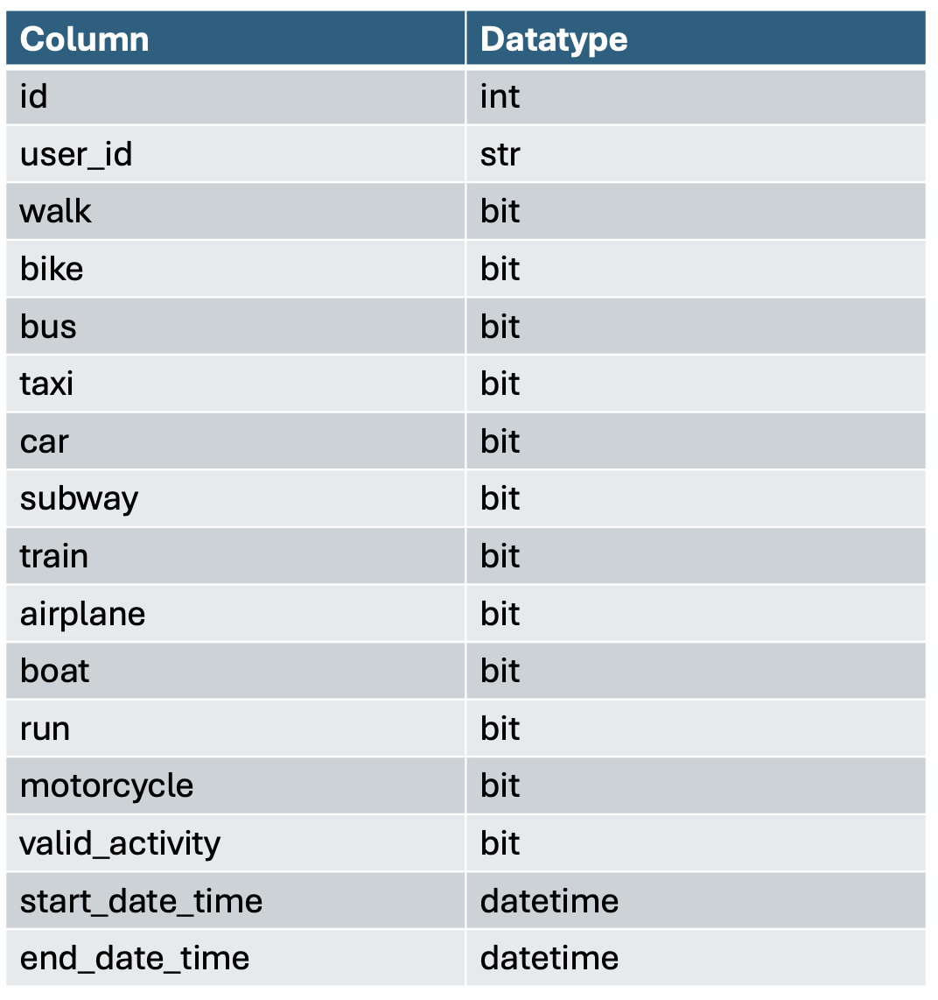 Column Datatype
id int
user_id str
walk bit
bike bit
bus bit
taxi bit
car bit
subway bit
train bit
airplane bit
boat bit
run bit
motorcycle bit
valid_activity bit
start_date_time datetime
end_date_time datetime